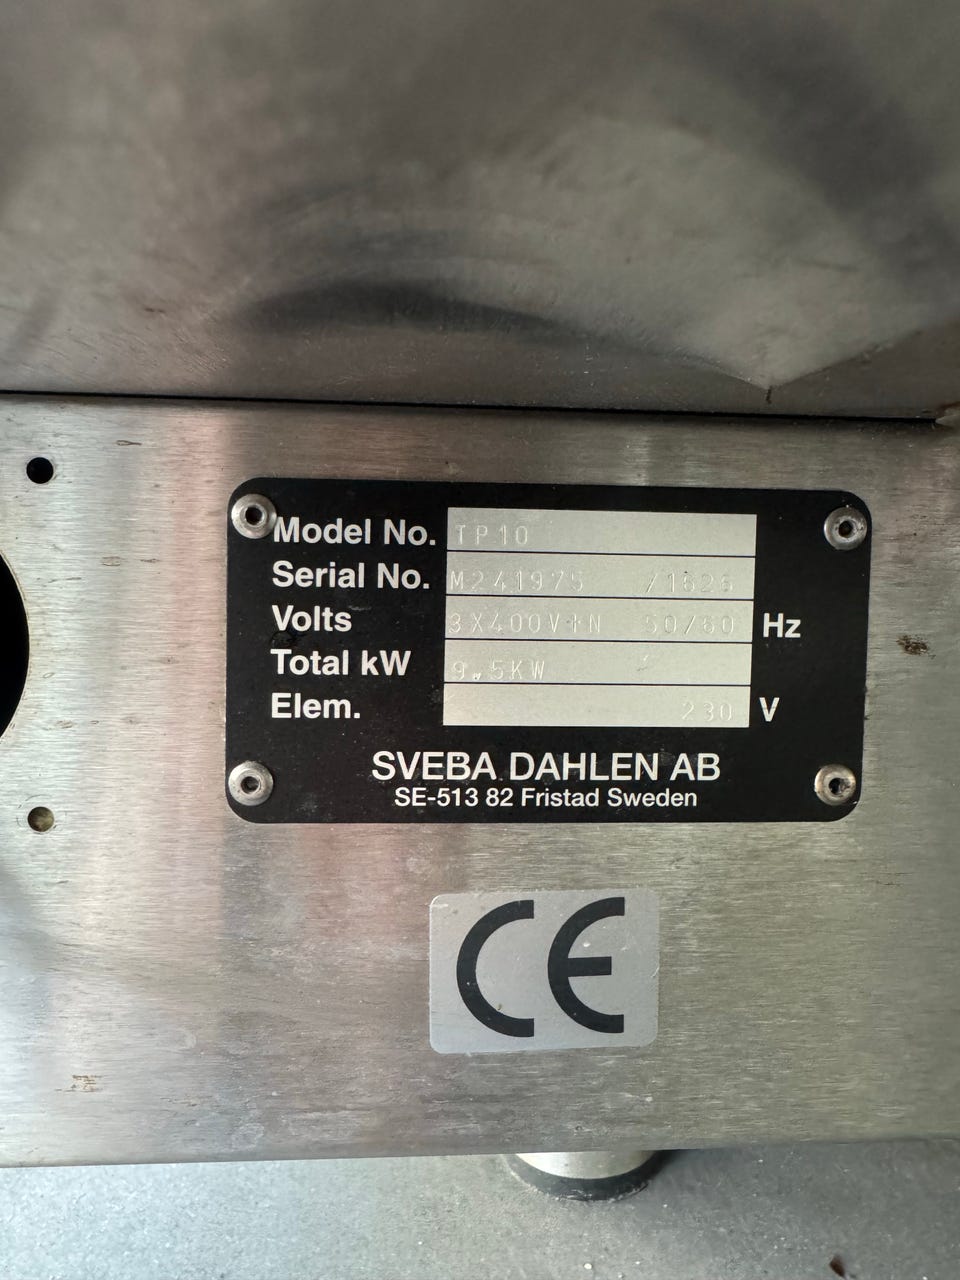 Model No. TP10
Serial No. M241975 /1626
Volts 3X400V+N 50/60 Hz
Total kW 9.5KW
Elem. 230 V
SVEBA DAHLEN AB
SE-513 82 Fristad Sweden
CE